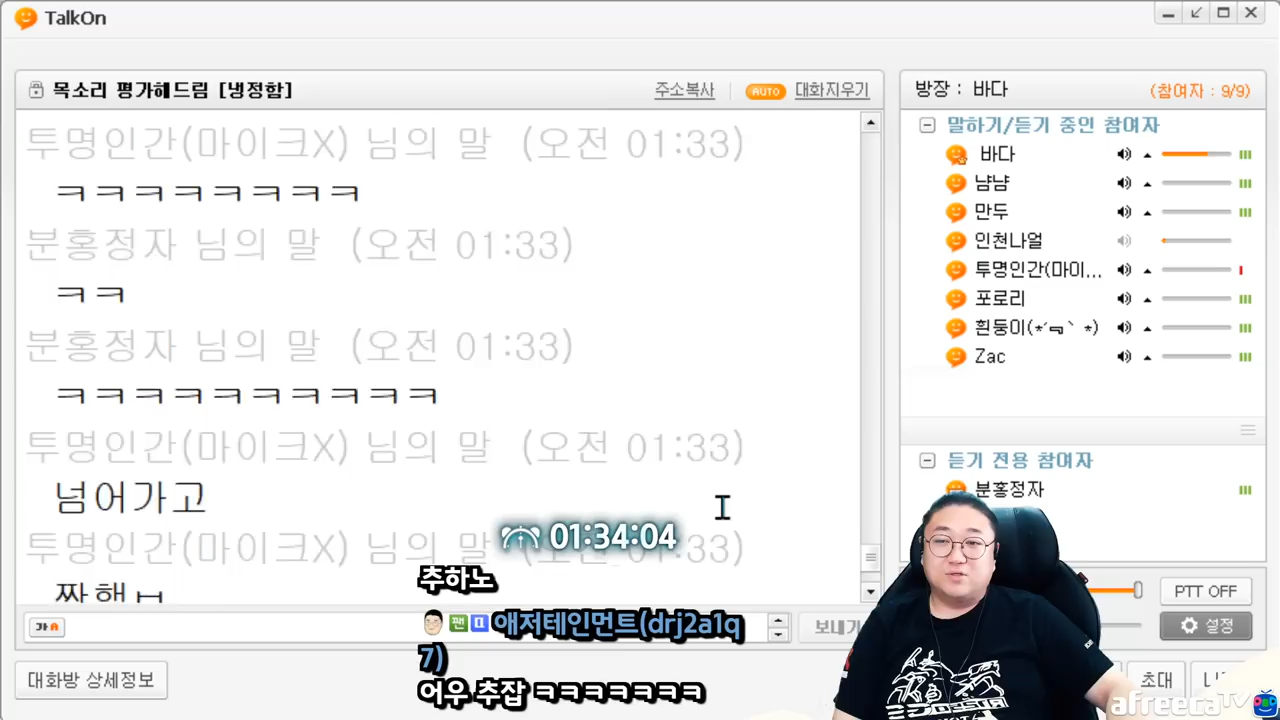 TalkOn
목소리 평가해드림 [냉정함]
주소복사
AUTO
대화지우기
투명인간(마이크X) 님의 말 (오전 01:33)
ㅋㅋㅋㅋㅋㅋㅋㅋ
분홍정자 님의 말 (오전 01:33)
ㅋㅋ
분홍정자 님의 말 (오전 01:33)
ㅋㅋㅋㅋㅋㅋㅋㅋㅋㅋ
투명인간(마이크X) 님의 말 (오전 01:33)
넘어가고
투명인간(마이크X) 님의 말 (오전 01:33)
짜해ㅂ
01:34:04
추하노
팬 애저테인먼트(drj2a1q
7)
어우 추잡 ㅋㅋㅋㅋㅋㅋㅋ
가
보내기
대화방 상세정보
방장 : 바다
(참여자 : 9/9)
말하기/듣기 중인 참여자
바다
냠냠
만두
인천나얼
투명인간(마이...
포로리
흰둥이(*´ㅋ` *)
Zac
듣기 전용 참여자
분홍정자
PTT OFF
설정
초대
afreecaTV